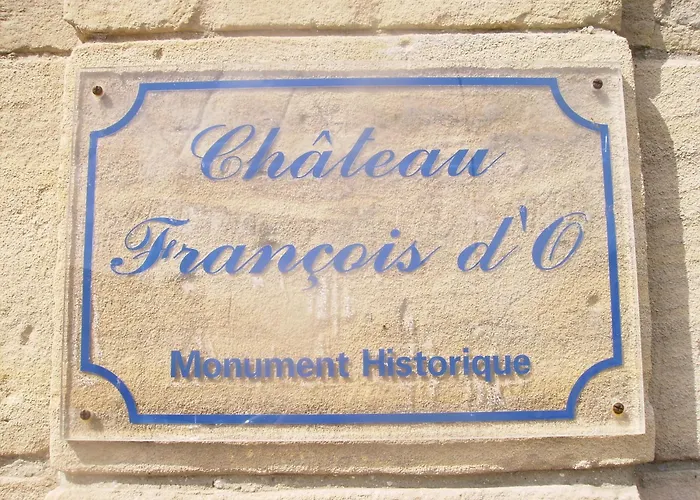 Château
François d'O
Monument Historique